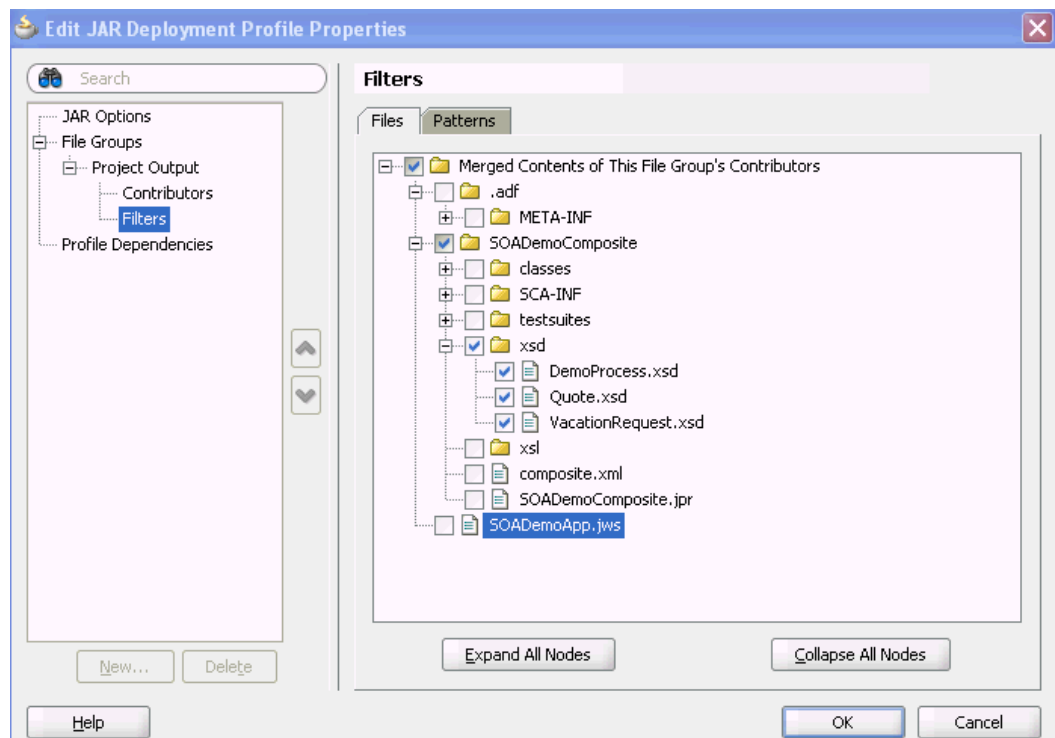 Edit JAR Deployment Profile Properties
Search
JAR Options
File Groups
Project Output
Contributors
Filters
Profile Dependencies
New...
Delete
Filters
Files
Patterns
Merged Contents of This File Group's Contributors
.adf
META-INF
SOADemoComposite
classes
SCA-INF
testsuites
xsd
DemoProcess.xsd
Quote.xsd
VacationRequest.xsd
xsl
composite.xml
SOADemoComposite.jpr
SOADemoApp.jws
Expand All Nodes
Collapse All Nodes
Help
OK
Cancel